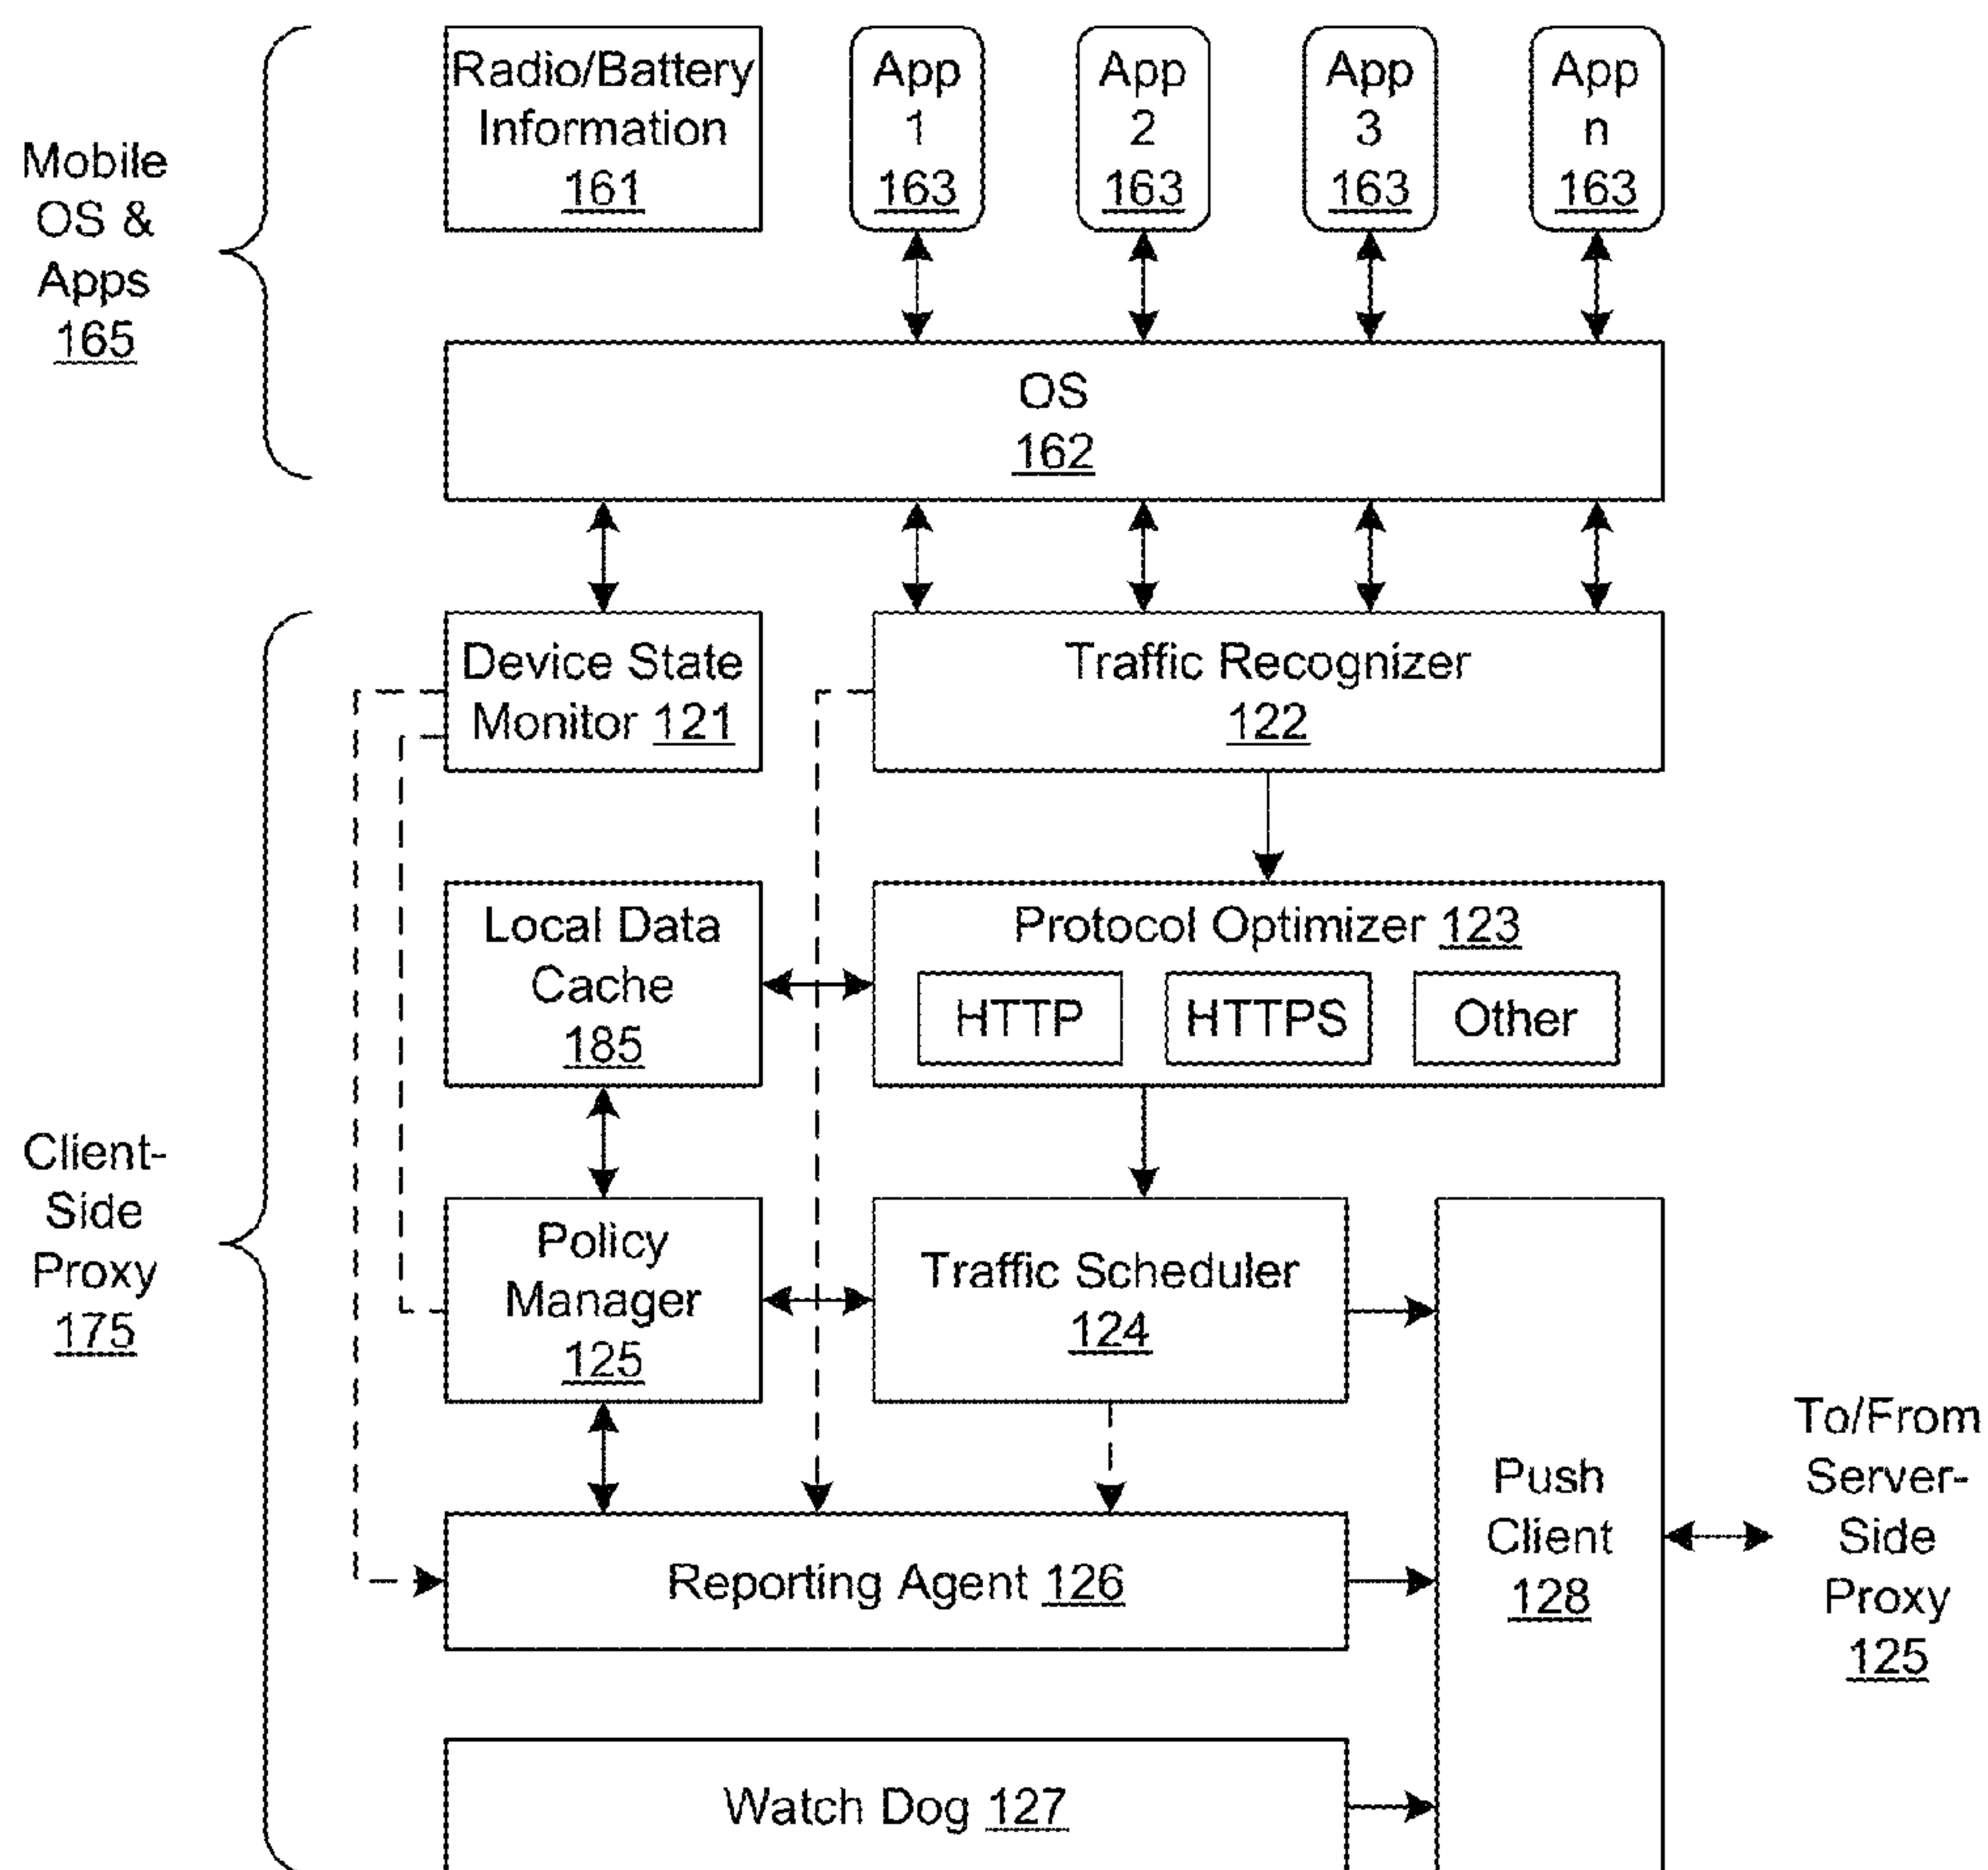 Mobile
OS &
Apps
165
Radio/Battery
Information
161
App
1
163
App
2
163
App
3
163
App
n
163
OS
162
Client-
Side
Proxy
175
Device State
Monitor 121
Traffic Recognizer
122
Local Data
Cache
185
Protocol Optimizer 123
HTTP
HTTPS
Other
Policy
Manager
125
Traffic Scheduler
124
Reporting Agent 126
Watch Dog 127
Push
Client
128
To/From
Server-
Side
Proxy
125